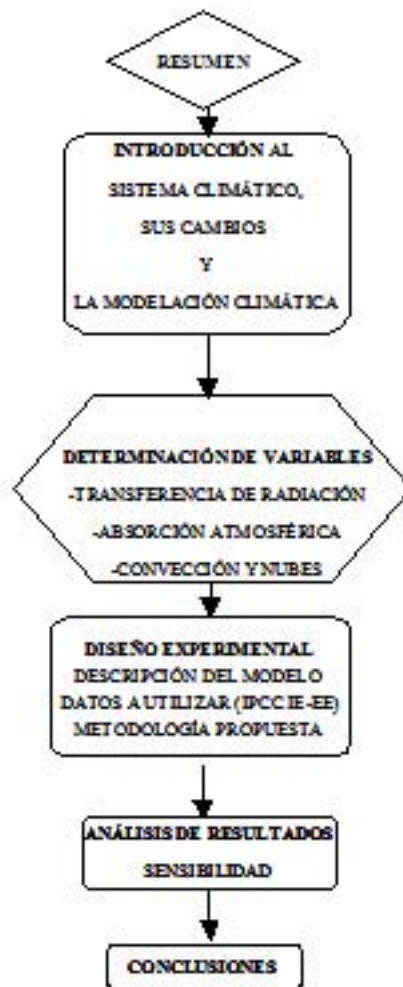 RESUMEN
INTRODUCCIÓN AL
SISTEMA CLIMÁTICO,
SUS CAMBIOS
Y
LA MODELACIÓN CLIMÁTICA
DETERMINACIÓN DE VARIABLES
-TRANSFERENCIA DE RADIACIÓN
-ABSORCIÓN ATMOSFÉRICA
-CONVECCIÓN Y NUBES
DISEÑO EXPERIMENTAL
DESCRIPCIÓN DEL MODELO
DATOS A UTILIZAR (IPCC IE-EE)
METODOLOGÍA PROPUESTA
ANÁLISIS DE RESULTADOS
SENSIBILIDAD
CONCLUSIONES